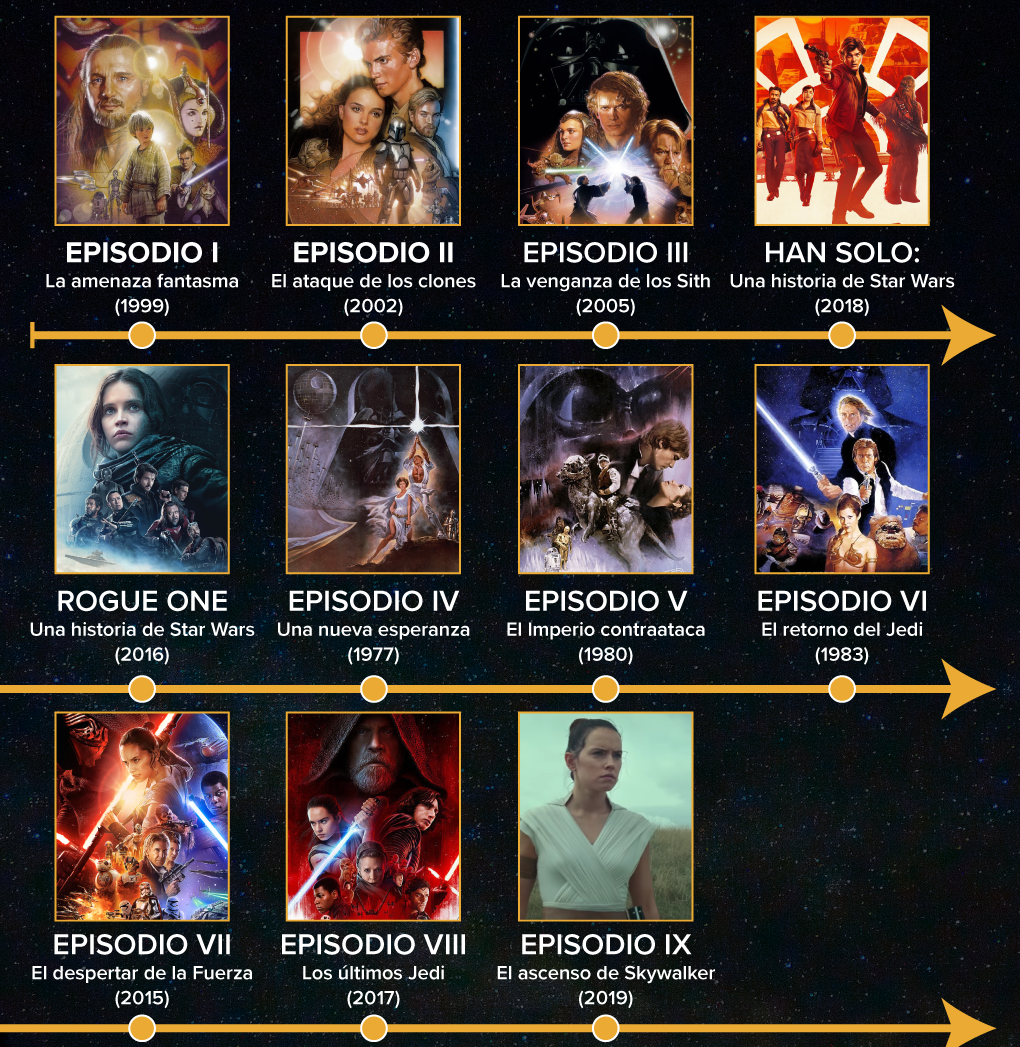 EPISODIO I
La amenaza fantasma
(1999)
EPISODIO II
El ataque de los clones
(2002)
EPISODIO III
La venganza de los Sith
(2005)
HAN SOLO:
Una historia de Star Wars
(2018)
ROGUE ONE
Una historia de Star Wars
(2016)
EPISODIO IV
Una nueva esperanza
(1977)
EPISODIO V
El Imperio contraataca
(1980)
EPISODIO VI
El retorno del Jedi
(1983)
EPISODIO VII
El despertar de la Fuerza
(2015)
EPISODIO VIII
Los últimos Jedi
(2017)
EPISODIO IX
El ascenso de Skywalker
(2019)